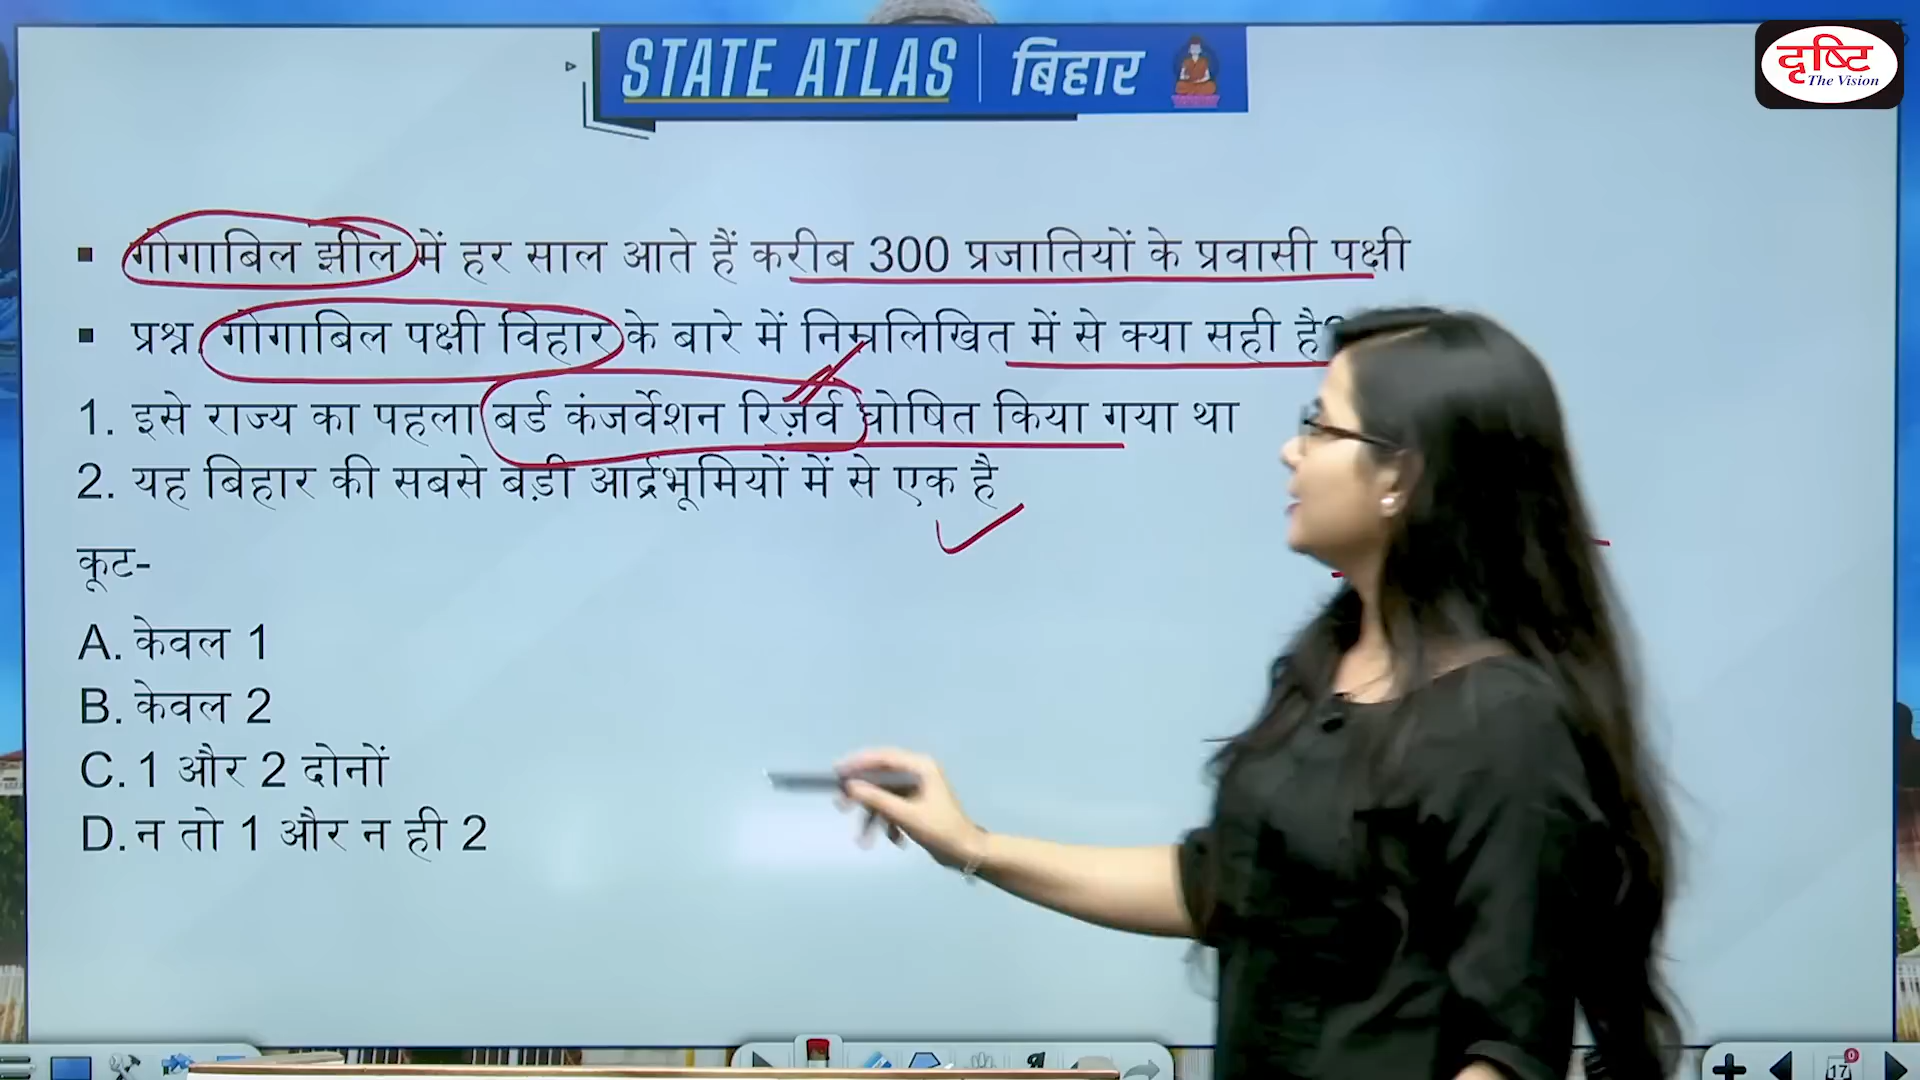 STATE ATLAS बिहार
दृष्टि
The Vision
▪ गोगाबिल झील में हर साल आते हैं करीब 300 प्रजातियों के प्रवासी पक्षी
▪ प्रश्न गोगाबिल पक्षी विहार के बारे में निम्नलिखित में से क्या सही है?
1. इसे राज्य का पहला बर्ड कंजर्वेशन रिज़र्व घोषित किया गया था
2. यह बिहार की सबसे बड़ी आर्द्रभूमियों में से एक है
कूट-
A. केवल 1
B. केवल 2
C. 1 और 2 दोनों
D. न तो 1 और न ही 2
17
0